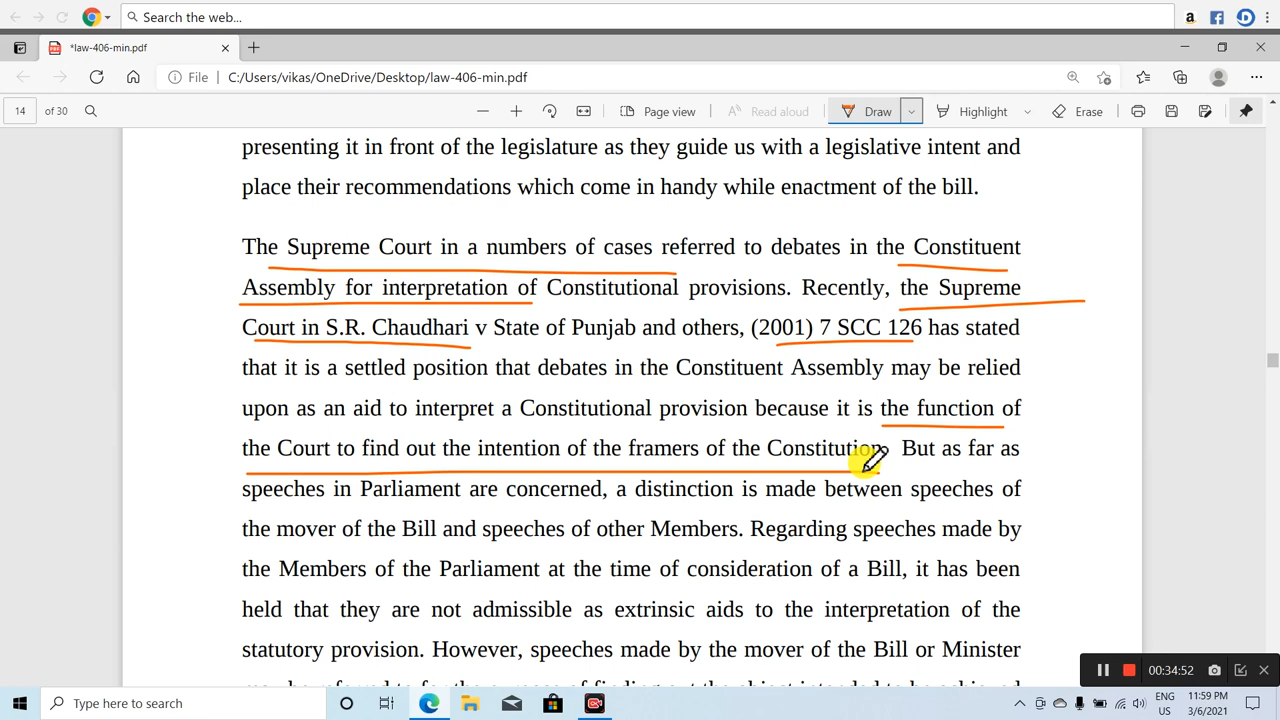 Search the web...
*law-406-min.pdf
File
C:/Users/vikas/OneDrive/Desktop/law-406-min.pdf
14 of 30
Page view
Read aloud
Draw
Highlight
Erase
presenting it in front of the legislature as they guide us with a legislative intent and
place their recommendations which come in handy while enactment of the bill.
The Supreme Court in a numbers of cases referred to debates in the Constituent
Assembly for interpretation of Constitutional provisions. Recently, the Supreme
Court in S.R. Chaudhari v State of Punjab and others, (2001) 7 SCC 126 has stated
that it is a settled position that debates in the Constituent Assembly may be relied
upon as an aid to interpret a Constitutional provision because it is the function of
the Court to find out the intention of the framers of the Constitution. But as far as
speeches in Parliament are concerned, a distinction is made between speeches of
the mover of the Bill and speeches of other Members. Regarding speeches made by
the Members of the Parliament at the time of consideration of a Bill, it has been
held that they are not admissible as extrinsic aids to the interpretation of the
statutory provision. However, speeches made by the mover of the Bill or Minister
00:34:52
Type here to search
ENG
US
11:59 PM
3/6/2021